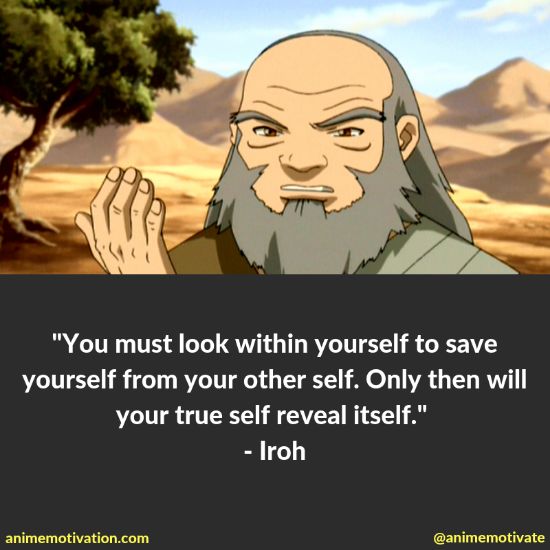 "You must look within yourself to save
yourself from your other self. Only then will
your true self reveal itself."
- Iroh
animemotivation.com
@animemotivate